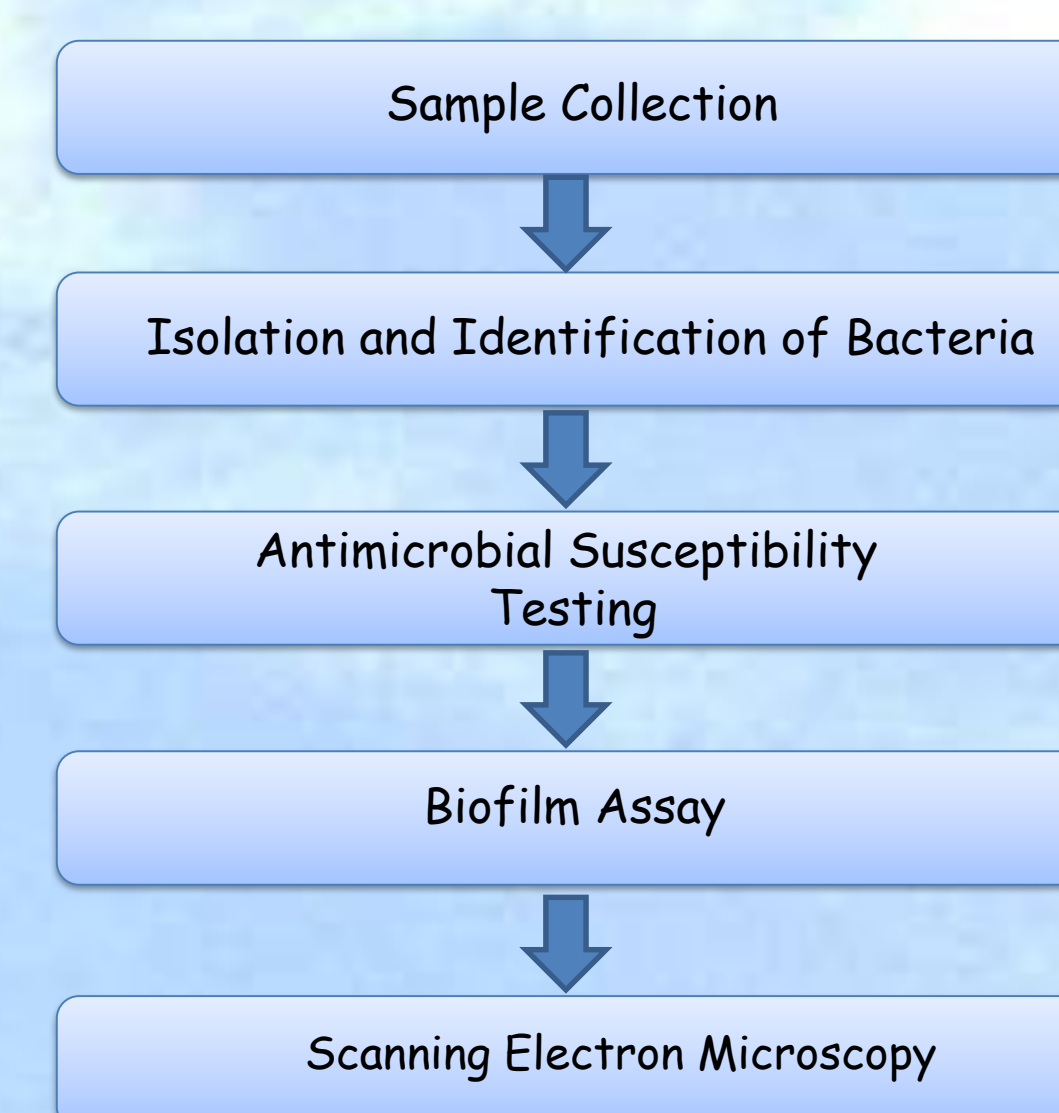 Sample Collection
Isolation and Identification of Bacteria
Antimicrobial Susceptibility
Testing
Biofilm Assay
Scanning Electron Microscopy